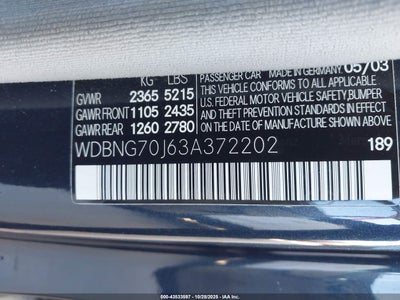 KG LBS
GVWR 2365 5215
GAWR FRONT 1105 2435
GAWR REAR 1260 2780
PASSENGER CAR MADE IN GERMANY 05/03
THIS VEHICLE CONFORMS TO ALL APPLICABLE
U.S. FEDERAL MOTOR VEHICLE SAFETY,BUMPER
AND THEFT PREVENTION STANDARDS IN EFFECT
ON THE DATE OF MANUFACTURE SHOWN ABOVE
WDBNG70J63A372202
189
000-43533597 • 10/28/2025 • IAA Inc.